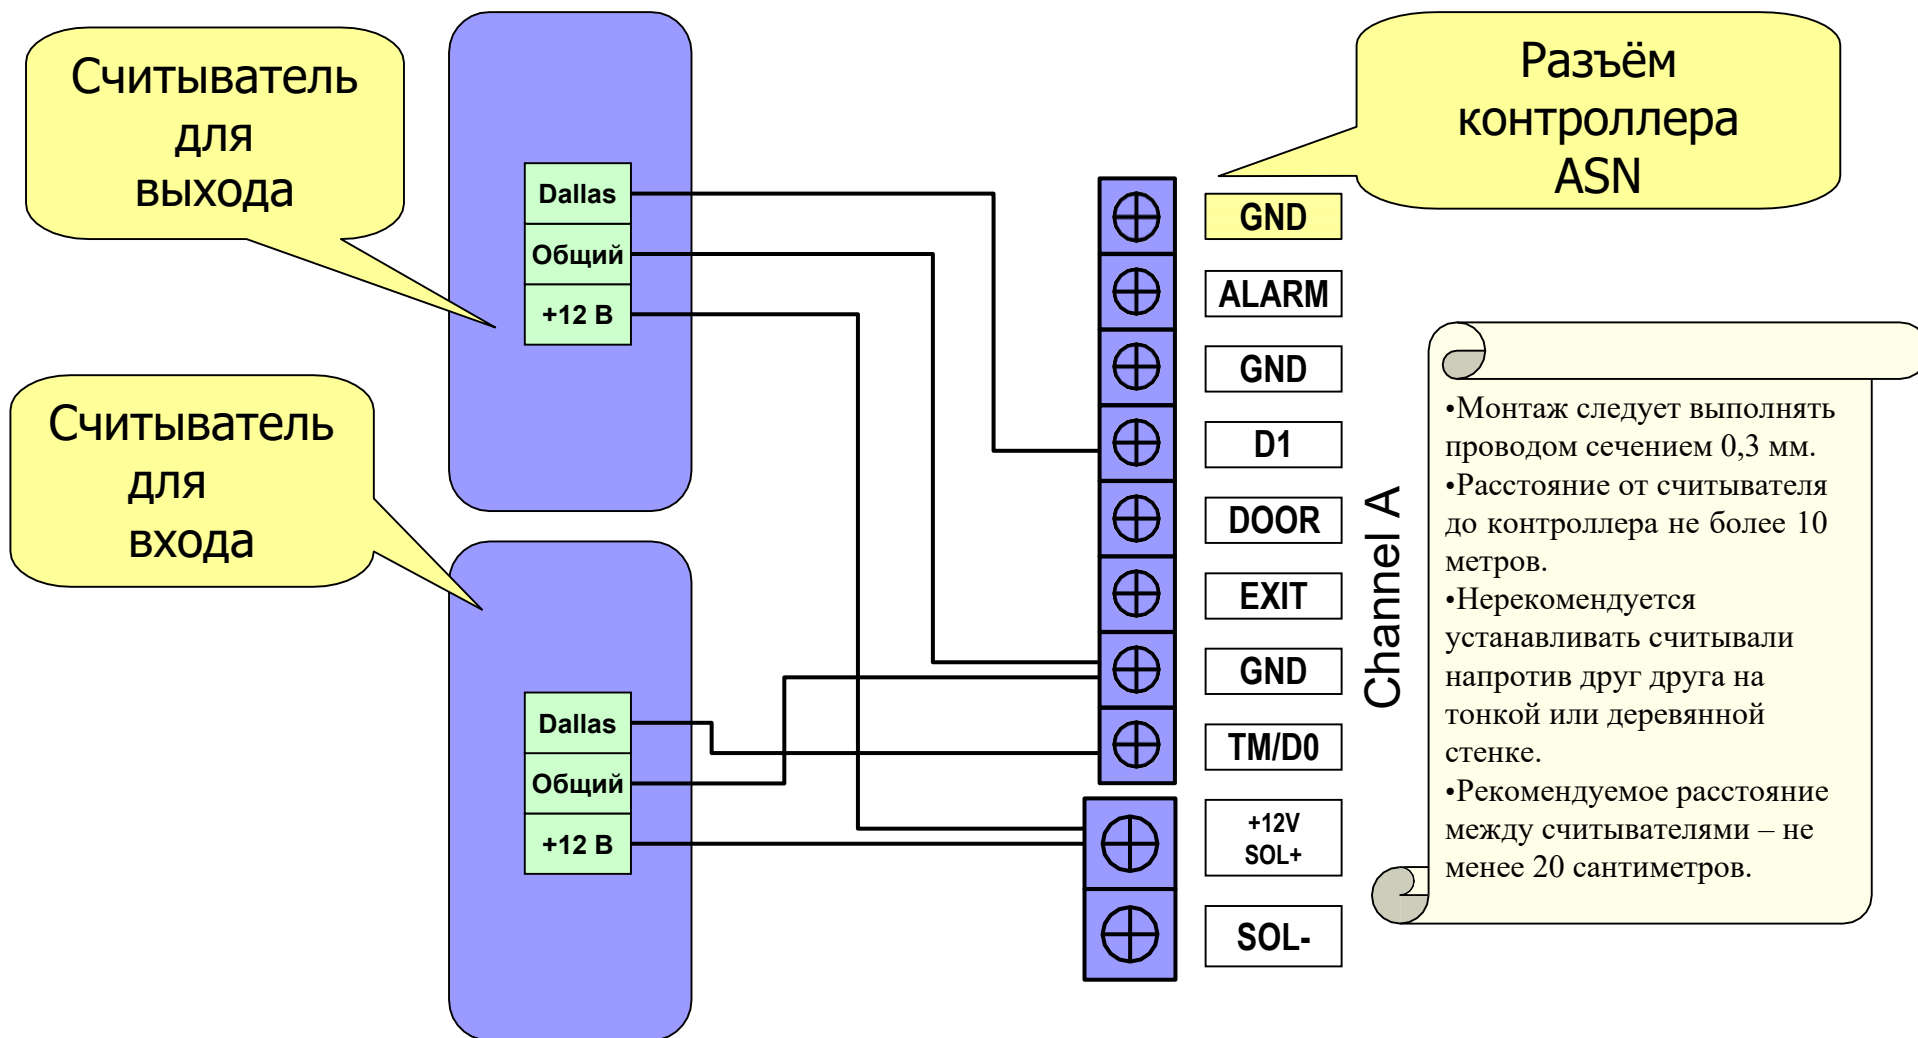 Считыватель
для
выхода
Dallas
Общий
+12 В
Считыватель
для
входа
Dallas
Общий
+12 В
Разъём
контроллера
ASN
GND
ALARM
GND
D1
DOOR
EXIT
GND
TM/D0
+12V
SOL+
SOL-
Channel A
•Монтаж следует выполнять
проводом сечением 0,3 мм.
•Расстояние от считывателя
до контроллера не более 10
метров.
•Нерекомендуется
устанавливать считывали
напротив друг друга на
тонкой или деревянной
стенке.
•Рекомендуемое расстояние
между считывателями – не
менее 20 сантиметров.